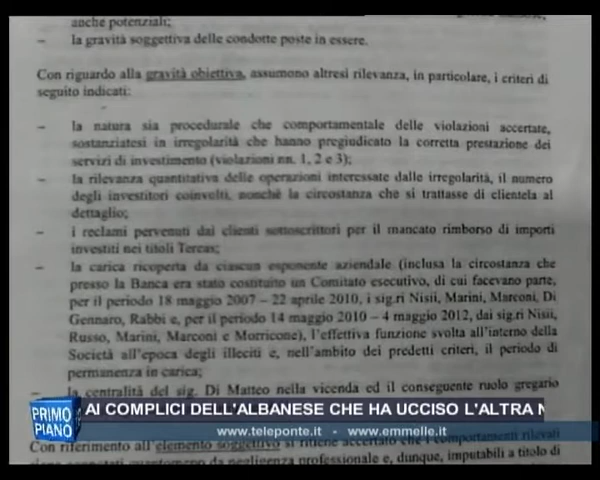 anche potenziali;
– la gravità soggettiva delle condotte poste in essere.
Con riguardo alla gravità obiettiva, assumono altresì rilevanza, in particolare, i criteri di
seguito indicati:
– la natura sia procedurale che comportamentale delle violazioni accertate,
sostanziatesi in irregolarità che hanno pregiudicato la corretta prestazione dei
servizi di investimento (violazioni nn. 1, 2 e 3);
– la rilevanza quantitativa delle operazioni interessate dalle irregolarità, il numero
degli investitori coinvolti, nonchè la circostanza che si trattasse di clientela al
dettaglio;
– i reclami pervenuti dai clienti sottoscrittori per il mancato rimborso di importi
investiti nei titoli Tercas;
– la carica ricoperta da ciascun esponente aziendale (inclusa la circostanza che
presso la Banca era stato costituito un Comitato esecutivo, di cui facevano parte,
per il periodo 18 maggio 2007 – 22 aprile 2010, i sig.ri Nisii, Marini, Marconi, Di
Gennaro, Rabbi e, per il periodo 14 maggio 2010 – 4 maggio 2012, dai sig.ri Nisii,
Russo, Marini, Marconi e Morricone), l'effettiva funzione svolta all'interno della
Società all'epoca degli illeciti e, nell'ambito dei predetti criteri, il periodo di
permanenza in carica;
– la centralità del sig. Di Matteo nella vicenda ed il conseguente ruolo gregario
PRIMO
PIANO
AI COMPLICI DELL'ALBANESE CHE HA UCCISO L'ALTRA N
www.teleponte.it - www.emmelle.it
Con riferimento all'elemento soggettivo si ritiene accertato che i comportamenti rilevati
negligenza professionale e, dunque, imputabili a titolo di